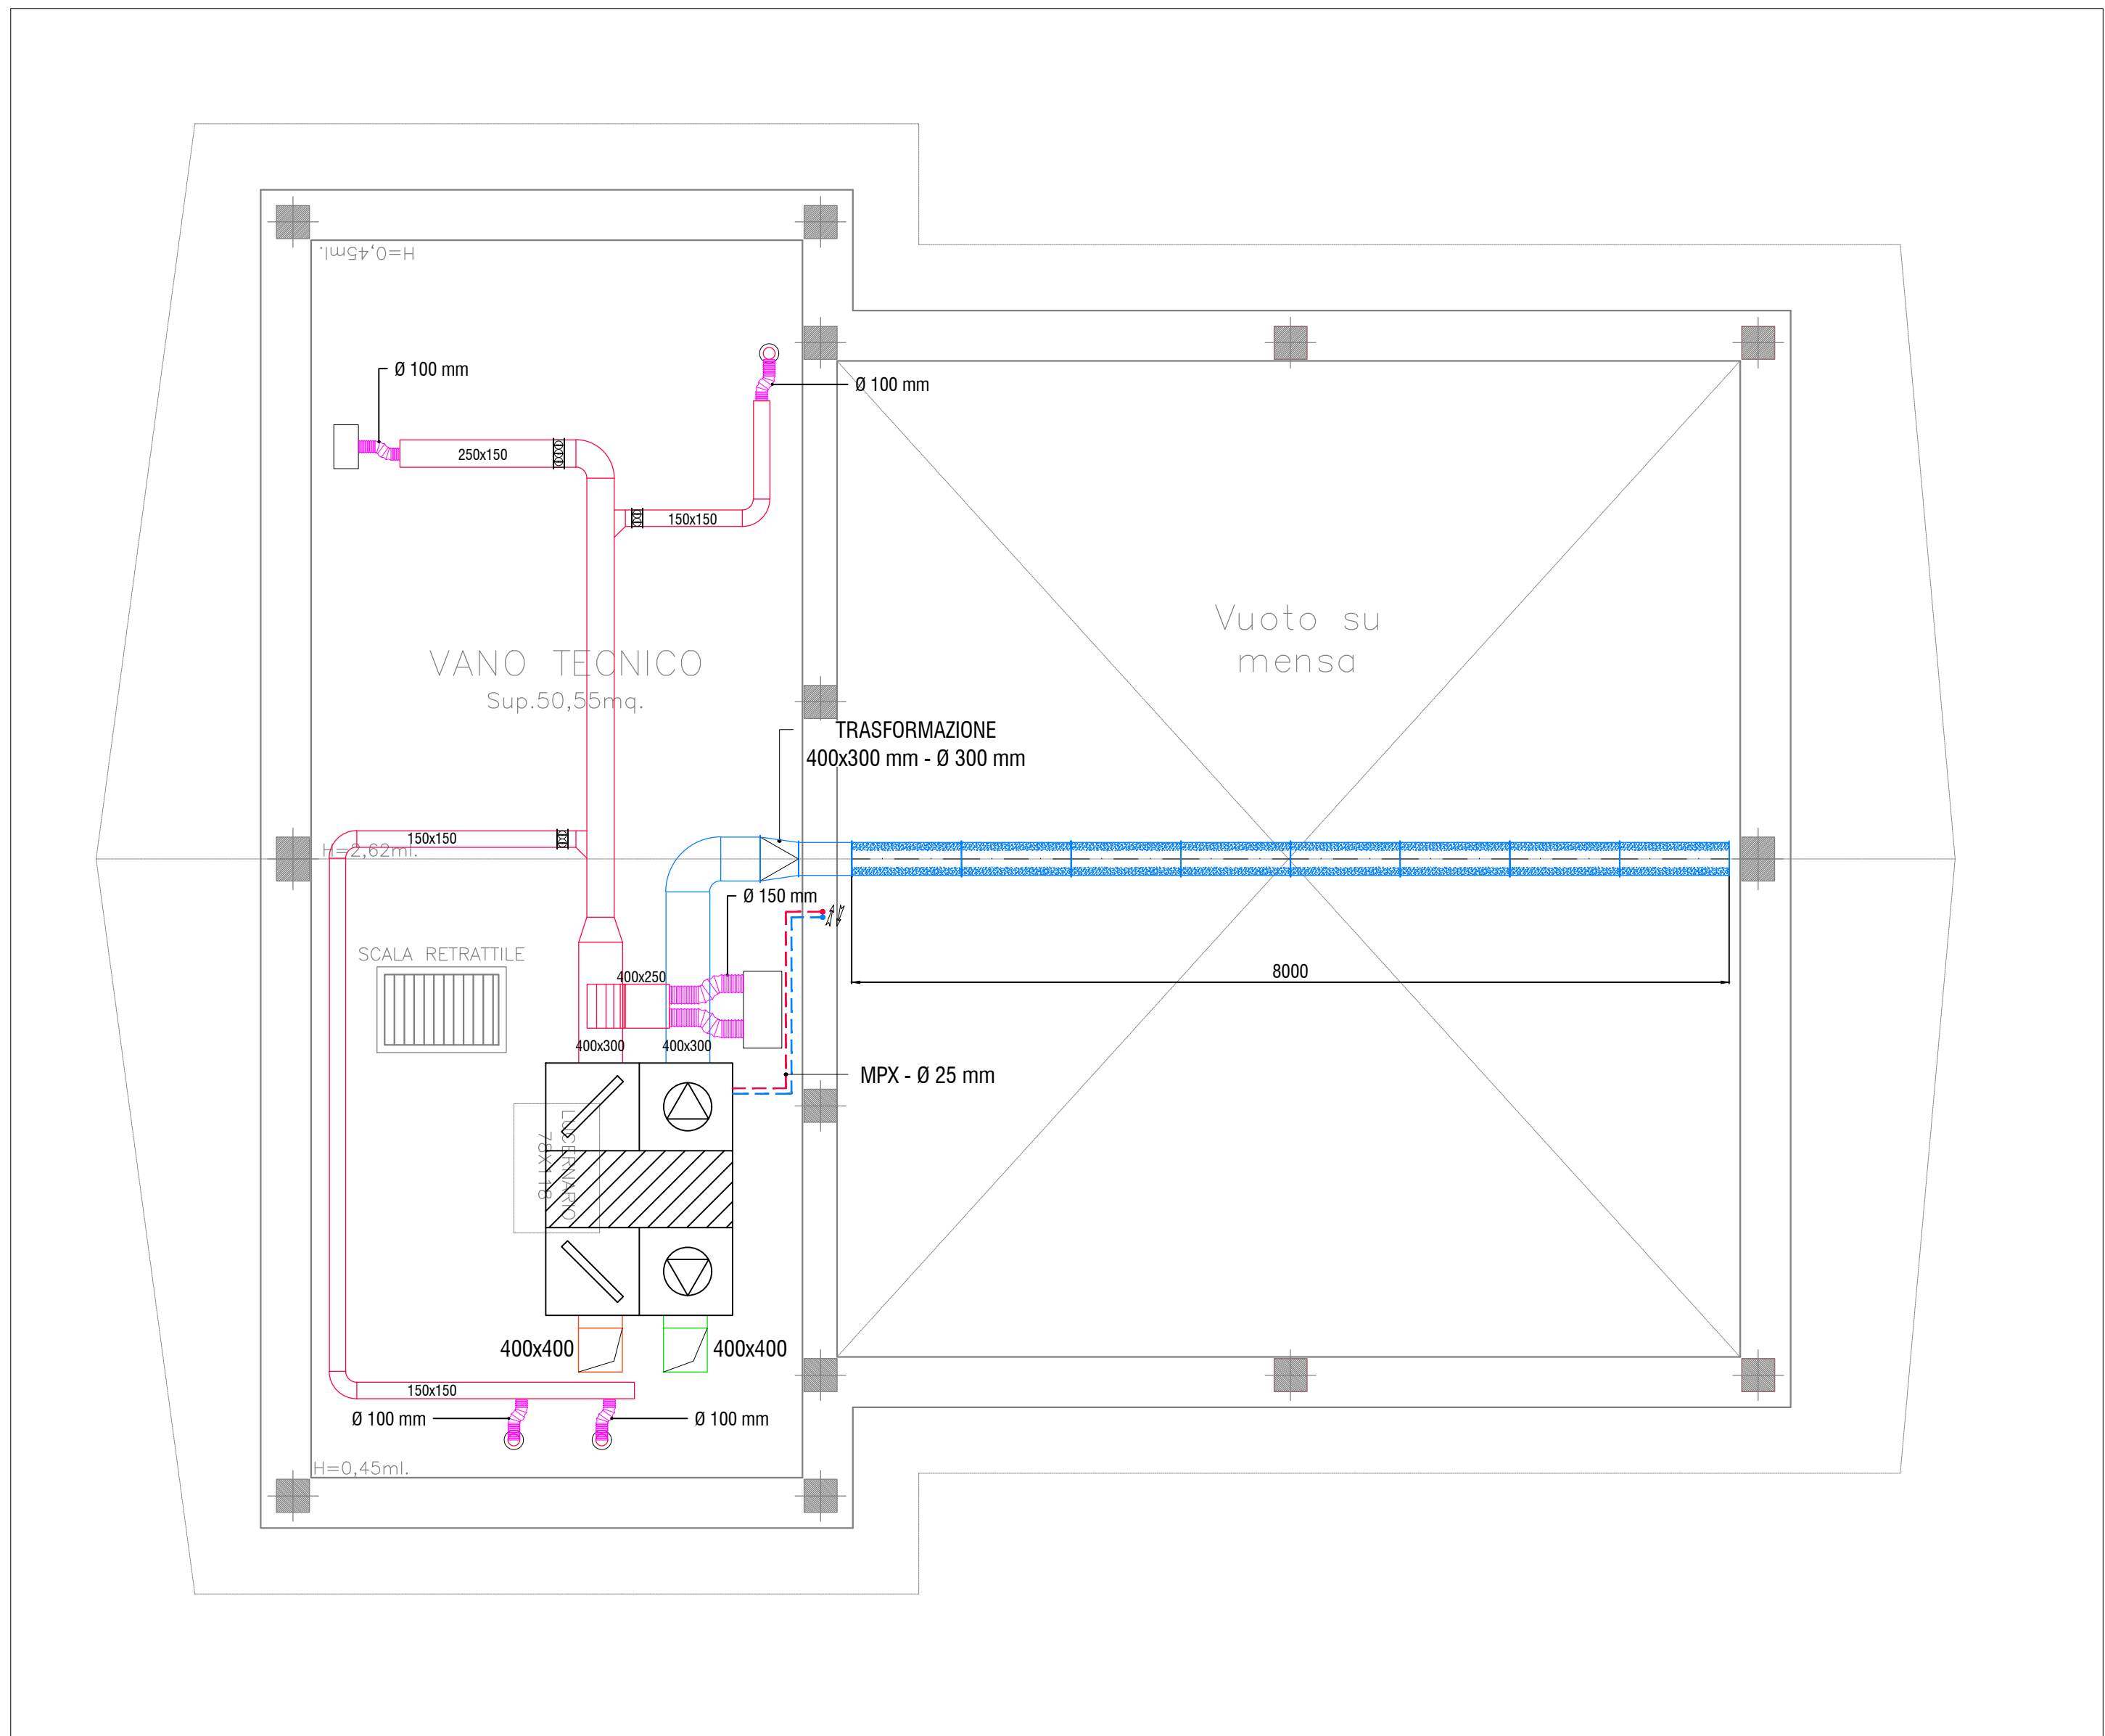 H=0,45ml.
Ø 100 mm
Ø 100 mm
250x150
150x150
Vuoto su
mensa
VANO TECNICO
Sup.50,55mq.
TRASFORMAZIONE
400x300 mm - Ø 300 mm
150x150
H=2,62ml.
Ø 150 mm
SCALA RETRATTILE
400x250
8000
400x300
400x300
MPX - Ø 25 mm
LUCERNARIO
78X118
400x400
400x400
150x150
Ø 100 mm
Ø 100 mm
H=0,45ml.